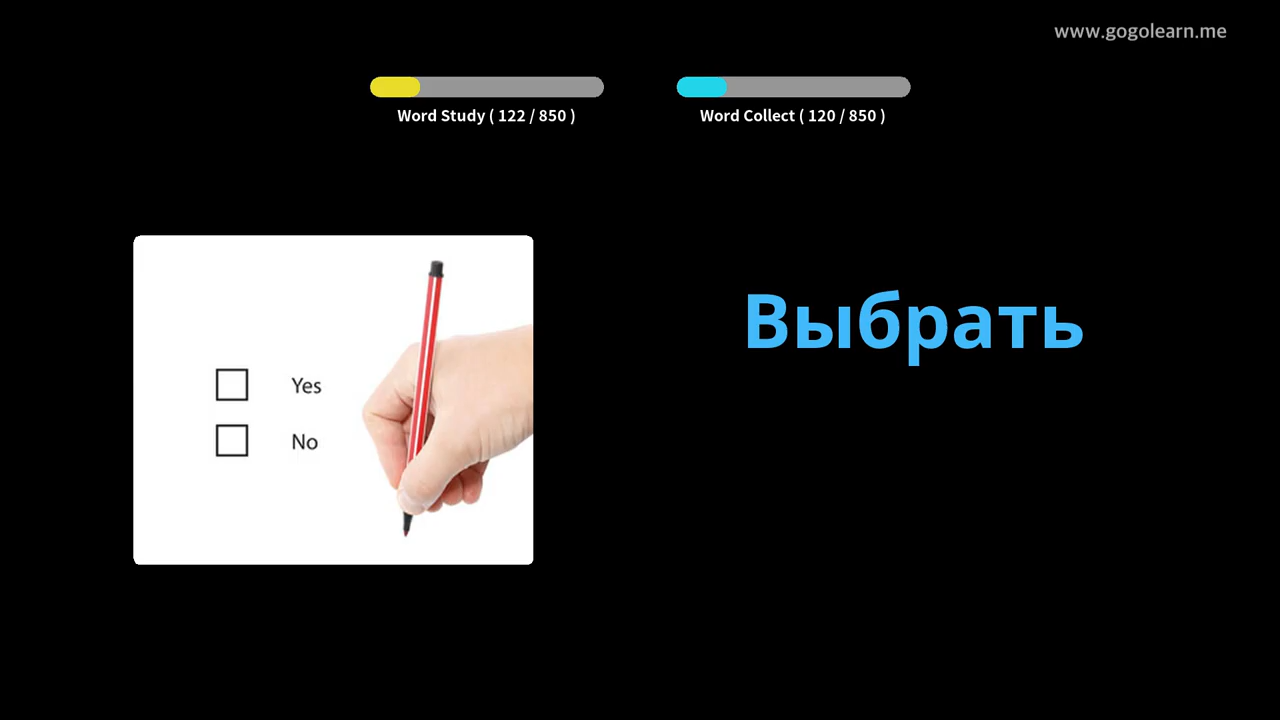 www.gogolearn.me
Word Study ( 122 / 850 )
Word Collect ( 120 / 850 )
Выбрать
Yes
No